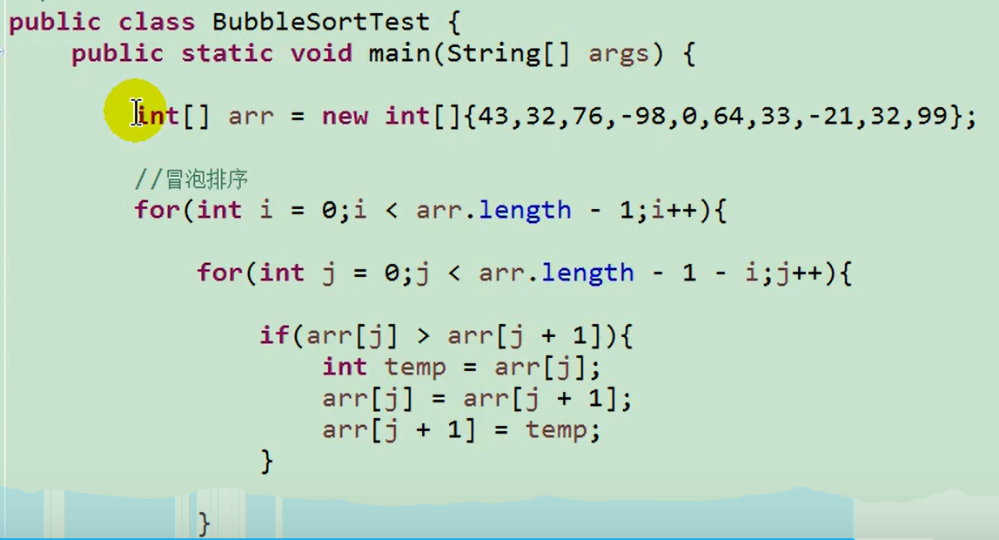 public class BubbleSortTest {
public static void main(String[] args) {
int[] arr = new int[]{43,32,76,-98,0,64,33,-21,32,99};
//冒泡排序
for(int i = 0;i < arr.length - 1;i++){
for(int j = 0;j < arr.length - 1 - i;j++){
if(arr[j] > arr[j + 1]){
int temp = arr[j];
arr[j] = arr[j + 1];
arr[j + 1] = temp;
}
}